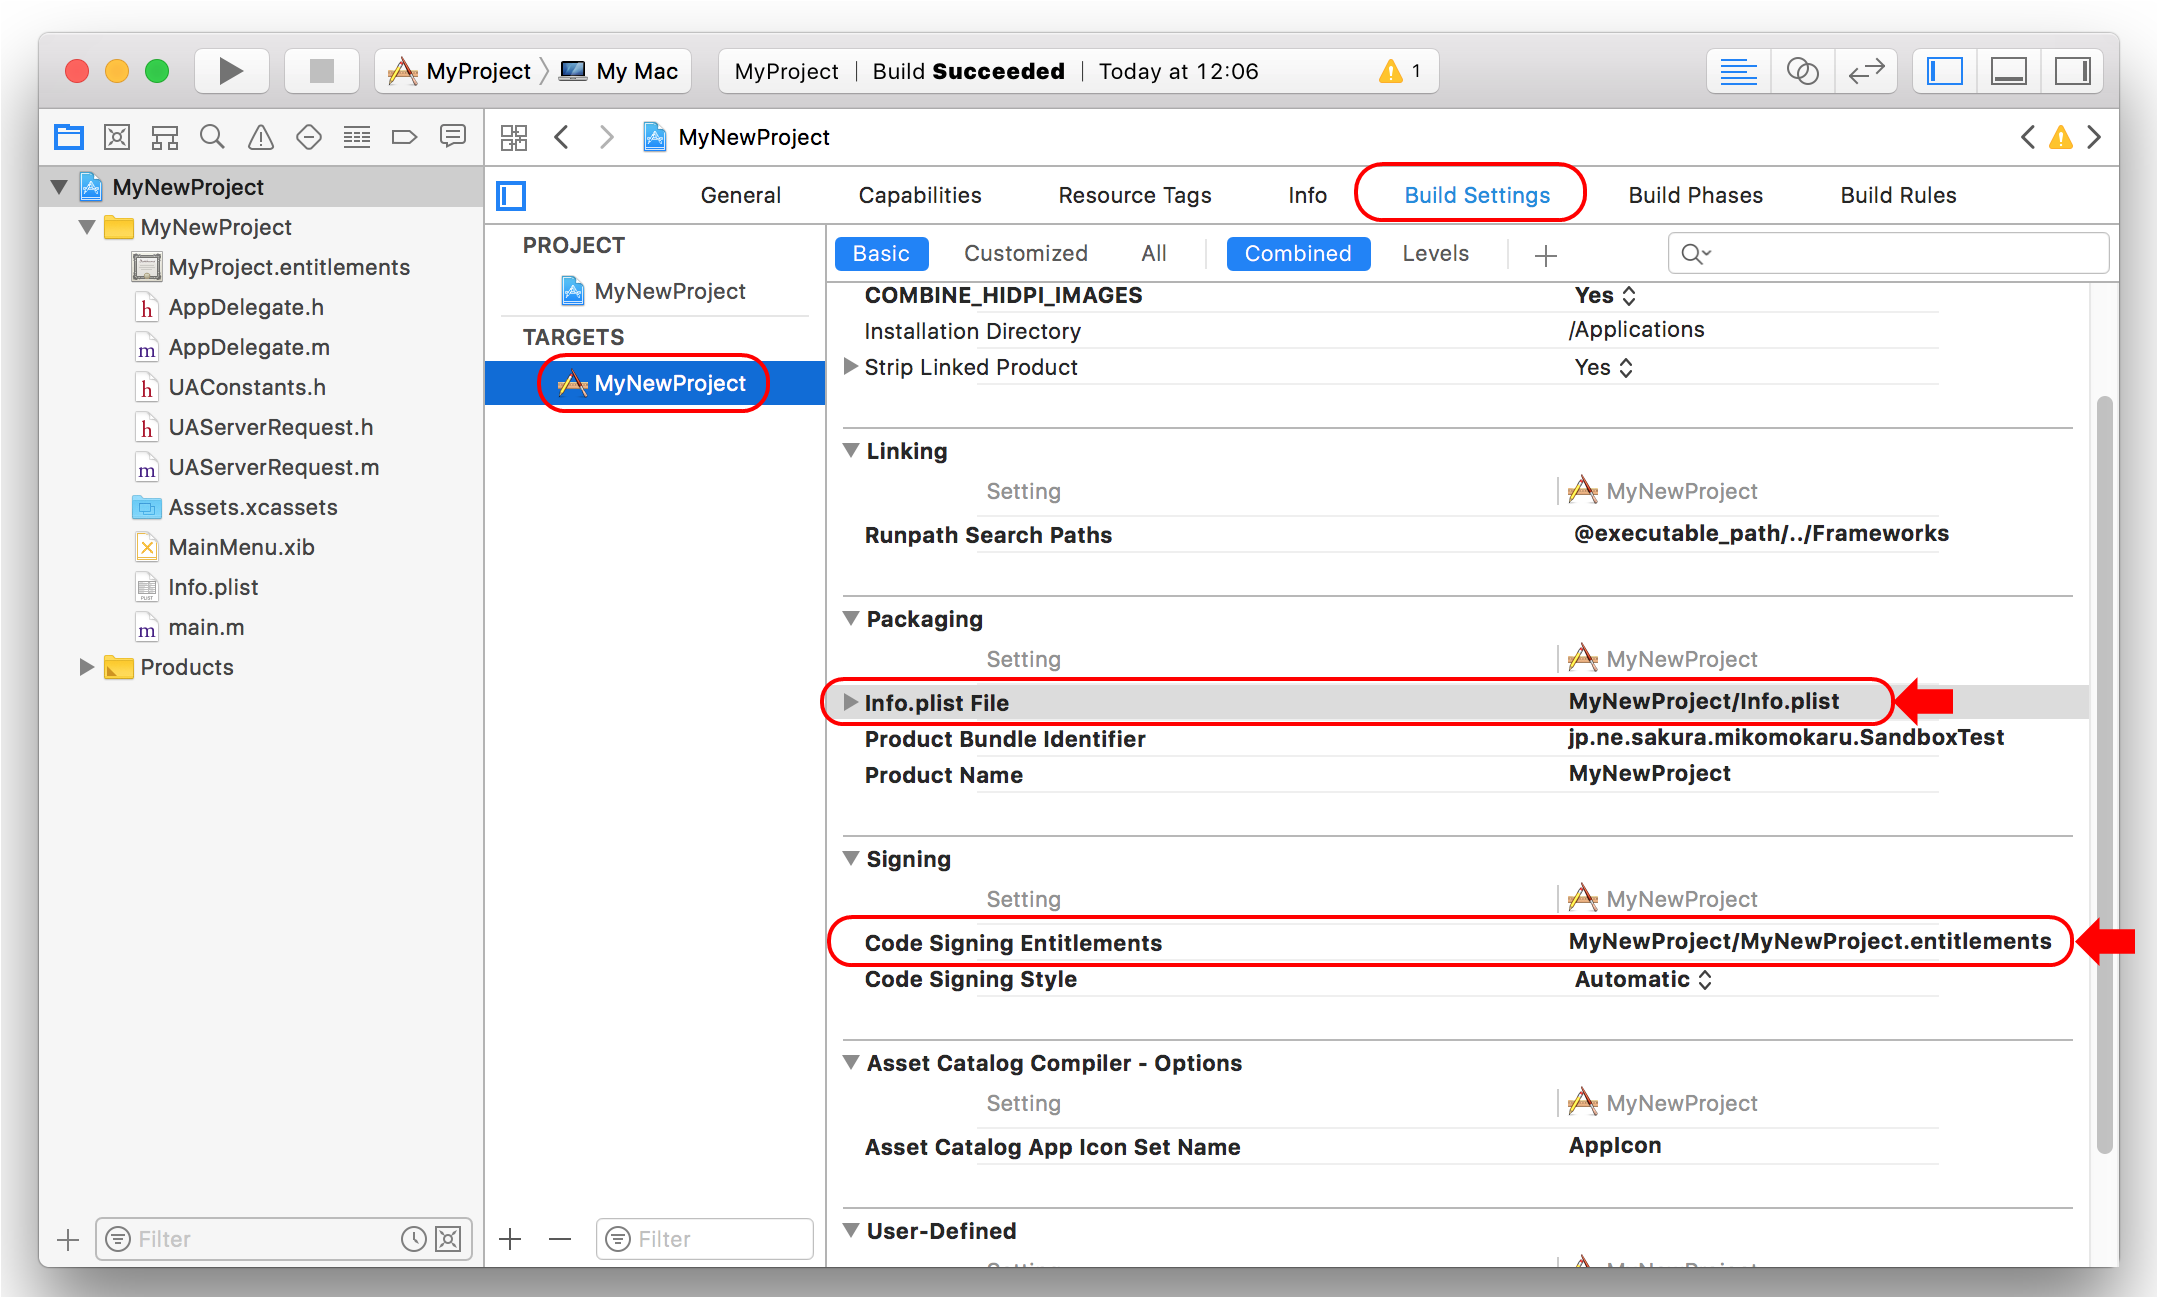 MyProject My Mac
MyProject | Build Succeeded | Today at 12:06 1
MyNewProject
MyNewProject
MyNewProject
MyProject.entitlements
AppDelegate.h
AppDelegate.m
UAConstants.h
UAServerRequest.h
UAServerRequest.m
Assets.xcassets
MainMenu.xib
Info.plist
main.m
Products
Filter
General Capabilities Resource Tags Info Build Settings Build Phases Build Rules
PROJECT
MyNewProject
TARGETS
MyNewProject
Filter
Basic Customized All Combined Levels
COMBINE_HIDPI_IMAGES Yes
Installation Directory /Applications
Strip Linked Product Yes
Linking
Setting MyNewProject
Runpath Search Paths @executable_path/../Frameworks
Packaging
Setting MyNewProject
Info.plist File MyNewProject/Info.plist
Product Bundle Identifier jp.ne.sakura.mikomokaru.SandboxTest
Product Name MyNewProject
Signing
Setting MyNewProject
Code Signing Entitlements MyNewProject/MyNewProject.entitlements
Code Signing Style Automatic
Asset Catalog Compiler - Options
Setting MyNewProject
Asset Catalog App Icon Set Name AppIcon
User-Defined